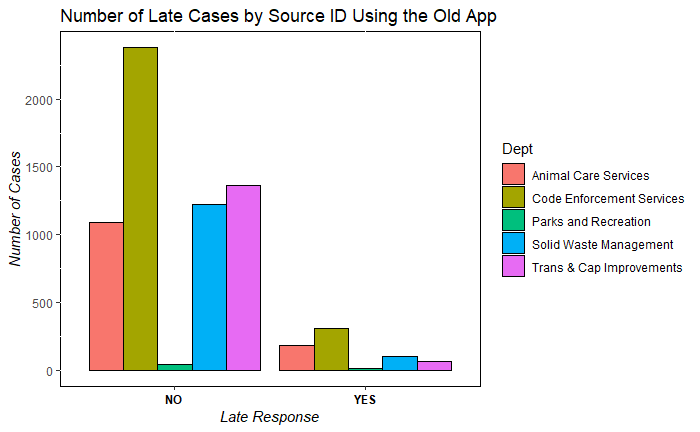 Number of Late Cases by Source ID Using the Old App
Number of Cases
2000
1500
1000
500
0
NO
YES
Late Response
Dept
Animal Care Services
Code Enforcement Services
Parks and Recreation
Solid Waste Management
Trans & Cap Improvements